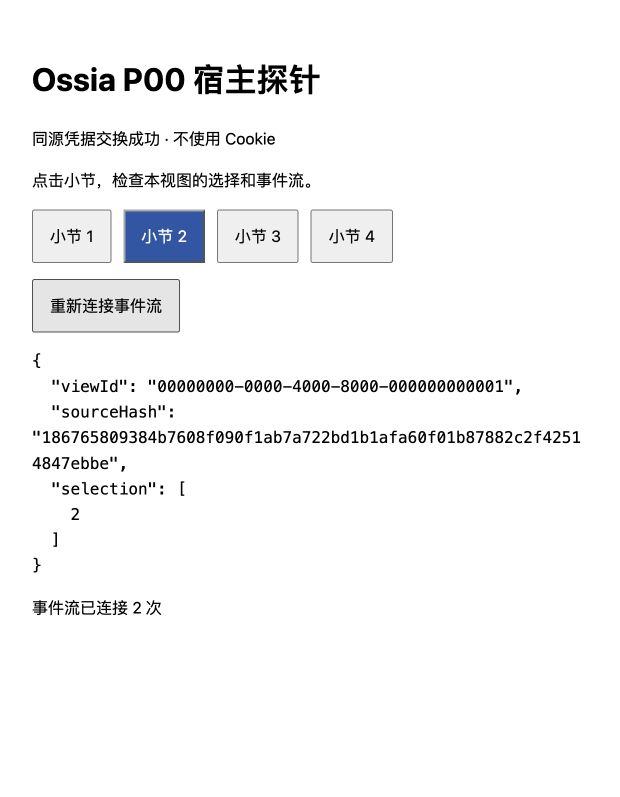 Ossia P00 宿主探针
同源凭据交换成功 · 不使用 Cookie
点击小节，检查本视图的选择和事件流。
小节 1 小节 2 小节 3 小节 4
重新连接事件流
{
  "viewId": "00000000-0000-4000-8000-000000000001",
  "sourceHash":
"186765809384b7608f090f1ab7a722bd1b1afa60f01b87882c2f4251
4847ebbe",
  "selection": [
    2
  ]
}
事件流已连接 2 次